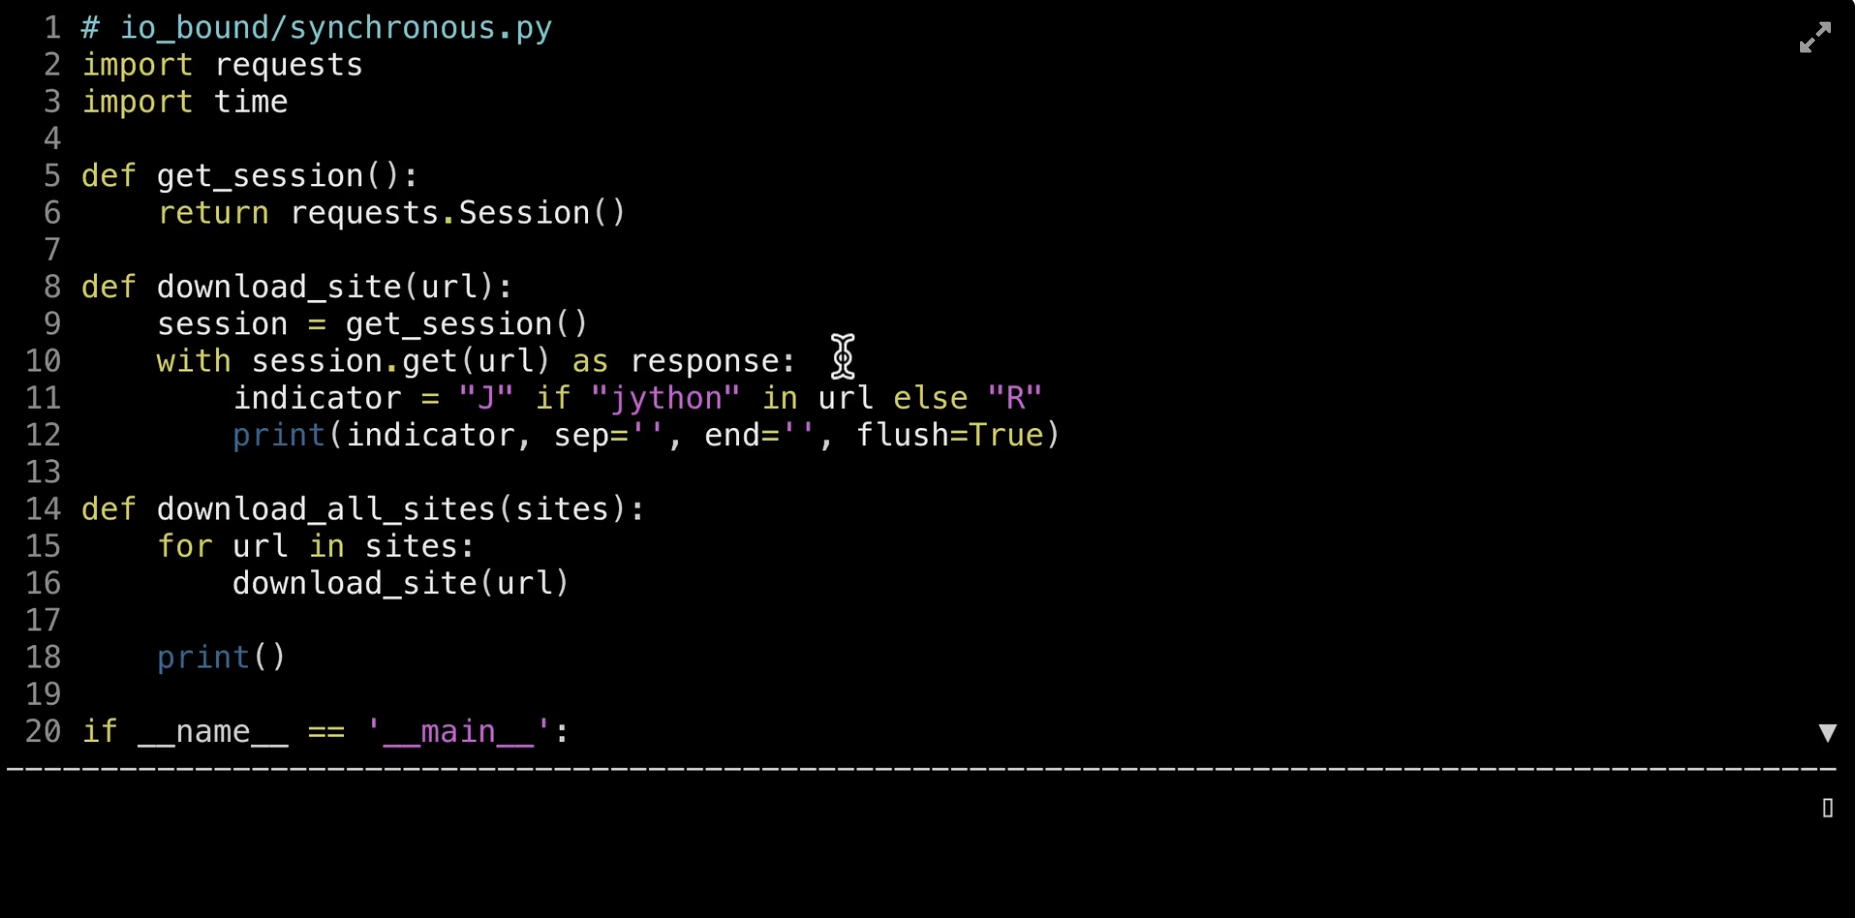 1 # io_bound/synchronous.py
2 import requests
3 import time
4
5 def get_session():
6     return requests.Session()
7
8 def download_site(url):
9     session = get_session()
10     with session.get(url) as response:
11         indicator = "J" if "jython" in url else "R"
12         print(indicator, sep='', end='', flush=True)
13
14 def download_all_sites(sites):
15     for url in sites:
16         download_site(url)
17
18     print()
19
20 if __name__ == '__main__':